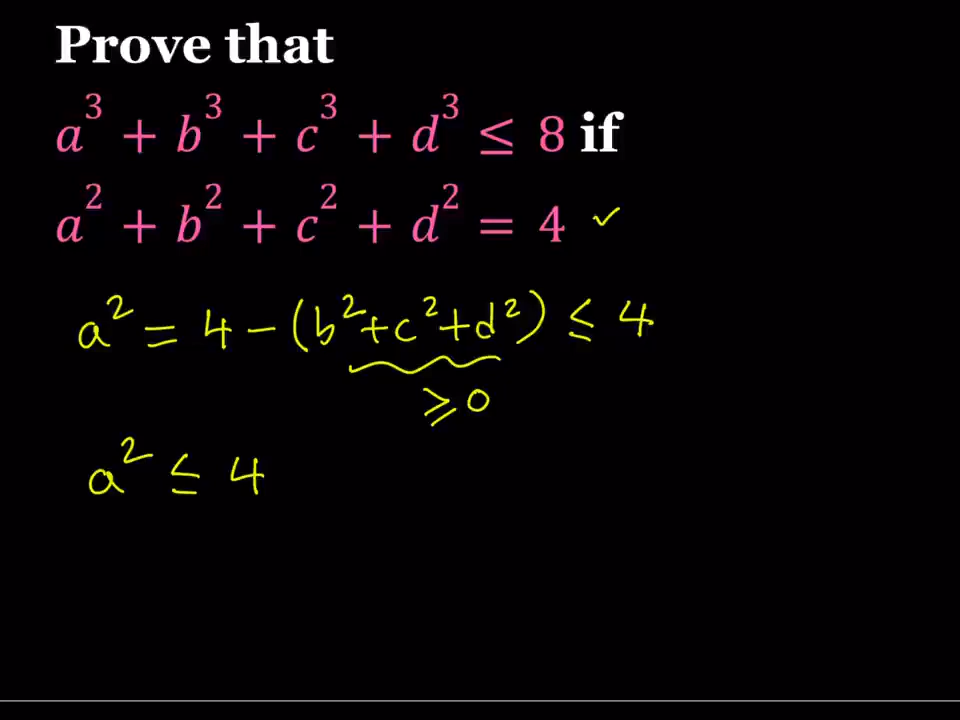 Prove that
a³ + b³ + c³ + d³ ≤ 8 if
a² + b² + c² + d² = 4 ✓
a² = 4 - (b² + c² + d²) ≤ 4
≥ 0
a² ≤ 4